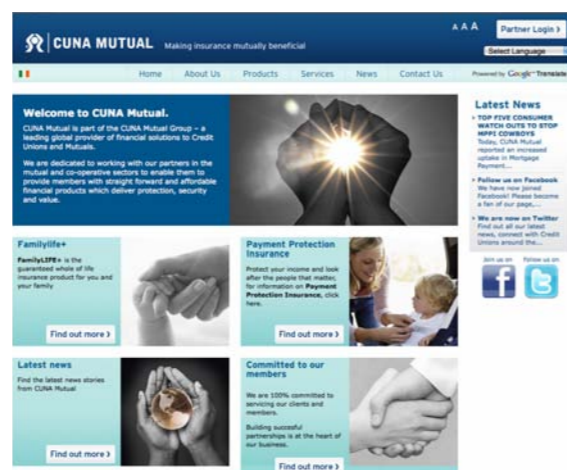 A A A
Partner Login >
CUNA MUTUAL
Making insurance mutually beneficial
Select Language
Home About Us Products Services News Contact Us
Powered by Google™ Translate
Welcome to CUNA Mutual.
CUNA Mutual is part of the CUNA Mutual Group – a
leading global provider of financial solutions to Credit
Unions and Mutuals.
We are dedicated to working with our partners in the
mutual and co-operative sectors to enable them to
provide members with straight forward and affordable
financial products which deliver protection, security
and value.
Latest News
TOP FIVE CONSUMER
WATCH OUTS TO STOP
MPPI COWBOYS
Today, CUNA Mutual
reported an increased
uptake in Mortgage
Payment...
Follow us on Facebook
We have now joined
Facebook! Please become
a fan of our page,...
We are now on Twitter
Find out all our latest
news, connect with Credit
Unions around the...
Join us on
Follow us on
f
t
Familylife+
FamilyLIFE+ is the
guaranteed whole of life
insurance product for you and
your family
Find out more >
Payment Protection
Insurance
Protect your income and look
after the people that matter,
for information on Payment
Protection Insurance, click
here.
Find out more >
Latest news
Find the latest news stories
from CUNA Mutual
Find out more >
Committed to our
members
We are 100% committed to
servicing our clients and
members.
Building succesful
partnerships is at the heart of
our business.
Find out more >